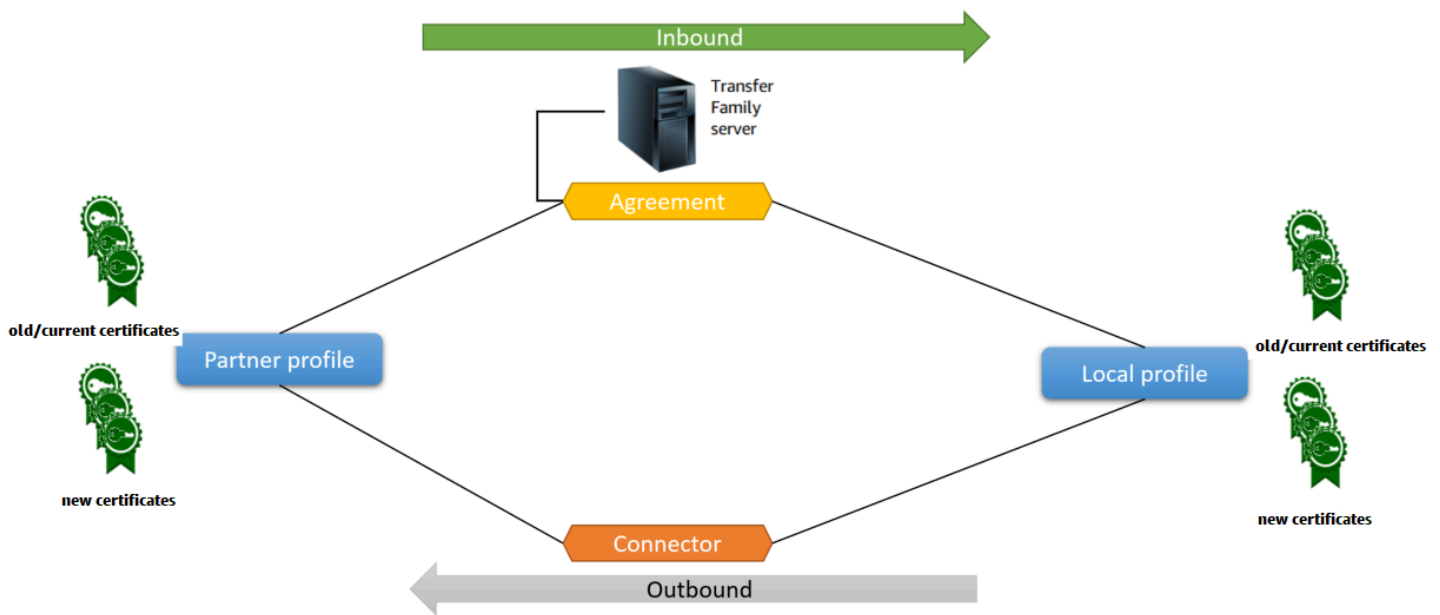 Inbound
Transfer
Family
server
Agreement
old/current certificates
Partner profile
new certificates
old/current certificates
Local profile
new certificates
Connector
Outbound